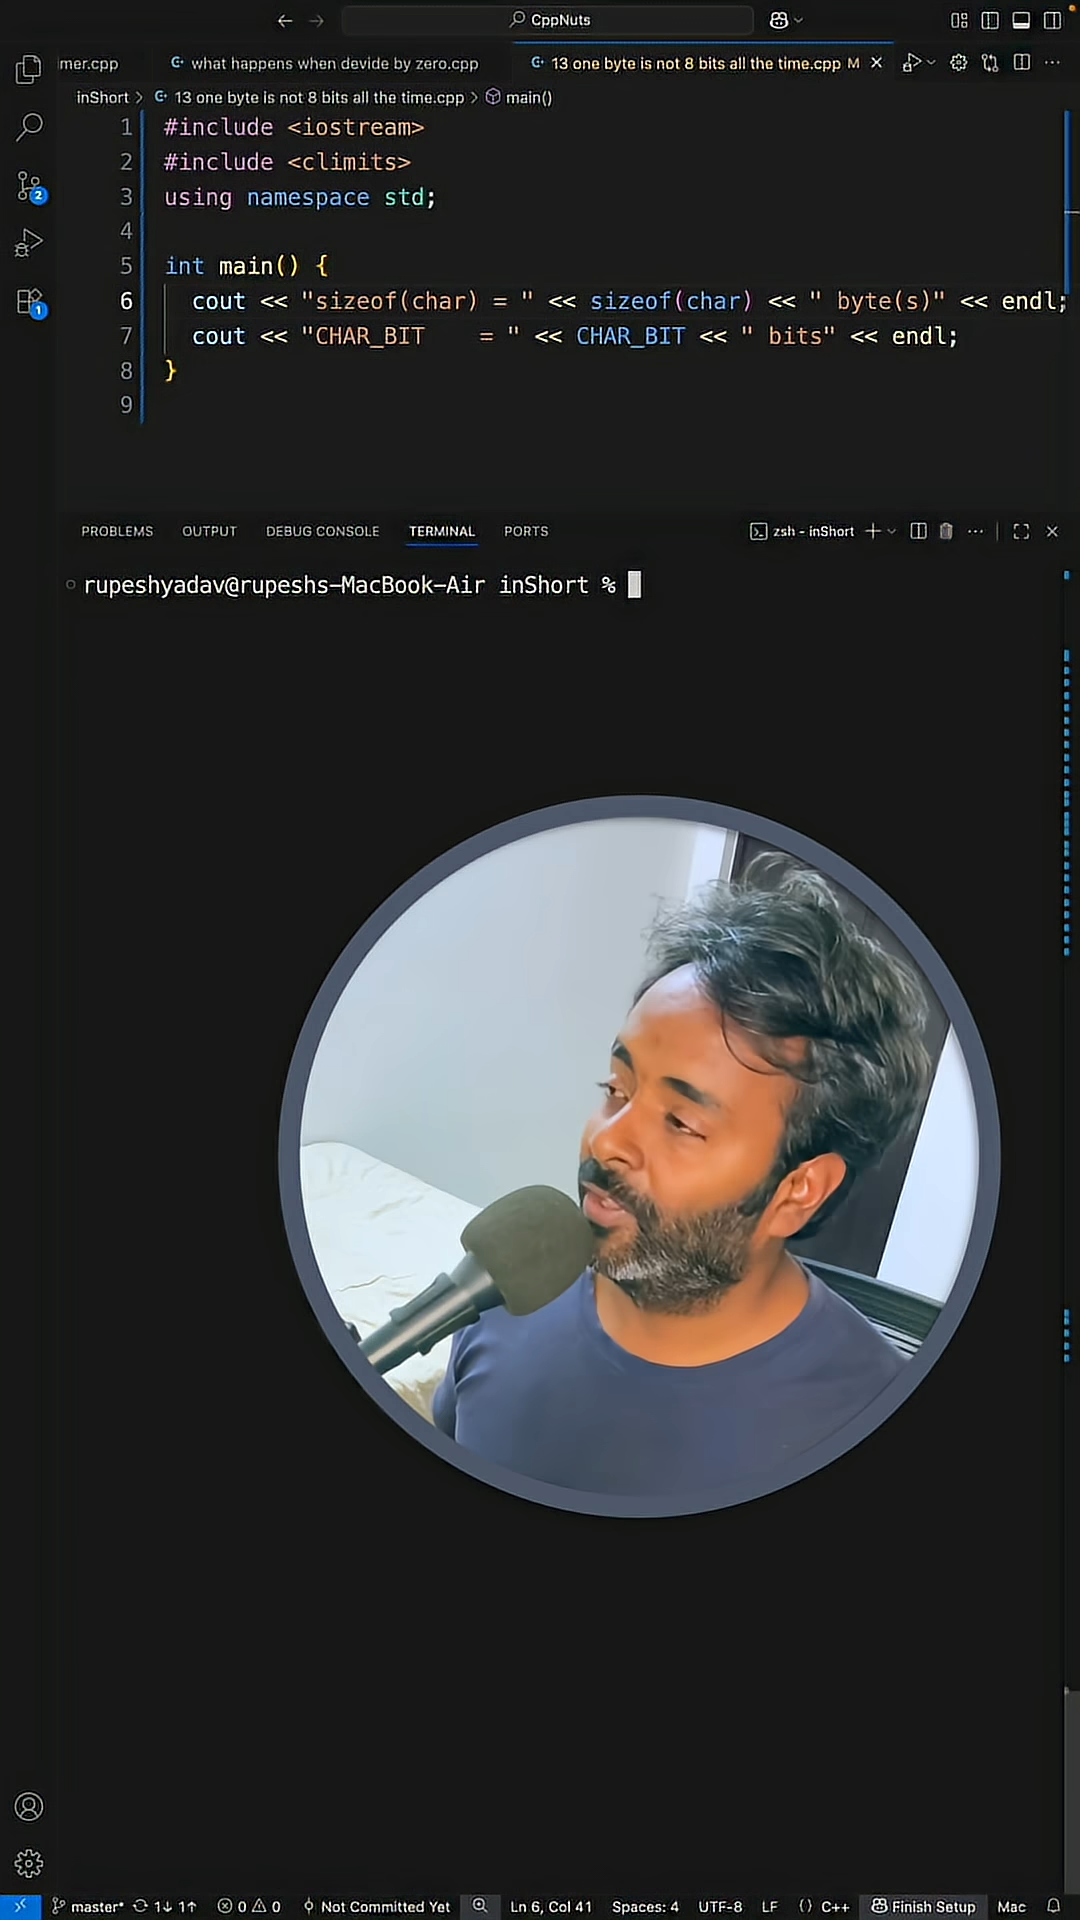 CppNuts
mer.cpp
what happens when devide by zero.cpp
13 one byte is not 8 bits all the time.cpp M
inShort > 13 one byte is not 8 bits all the time.cpp > main()
1 #include <iostream>
2 #include <climits>
3 using namespace std;
4
5 int main() {
6 cout << "sizeof(char) = " << sizeof(char) << " byte(s)" << endl;
7 cout << "CHAR_BIT    = " << CHAR_BIT << " bits" << endl;
8 }
9
2
1
PROBLEMS OUTPUT DEBUG CONSOLE TERMINAL PORTS
zsh - inShort
rupeshyadav@rupeshs-MacBook-Air inShort %
master* 1↓ 1↑ 0 0 Not Committed Yet Ln 6, Col 41 Spaces: 4 UTF-8 LF {} C++ Finish Setup Mac